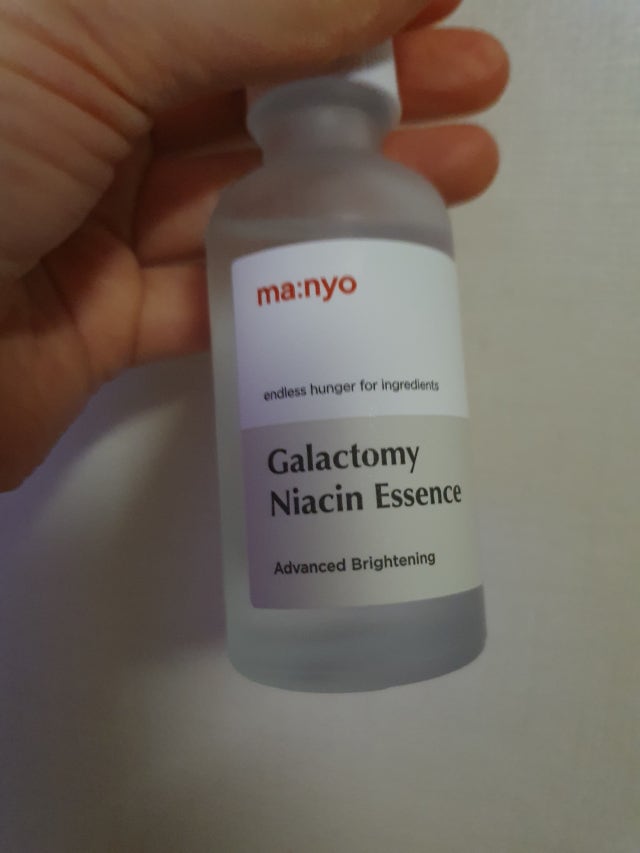 ma:nyo
endless hunger for ingredients
Galactomy
Niacin Essence
Advanced Brightening